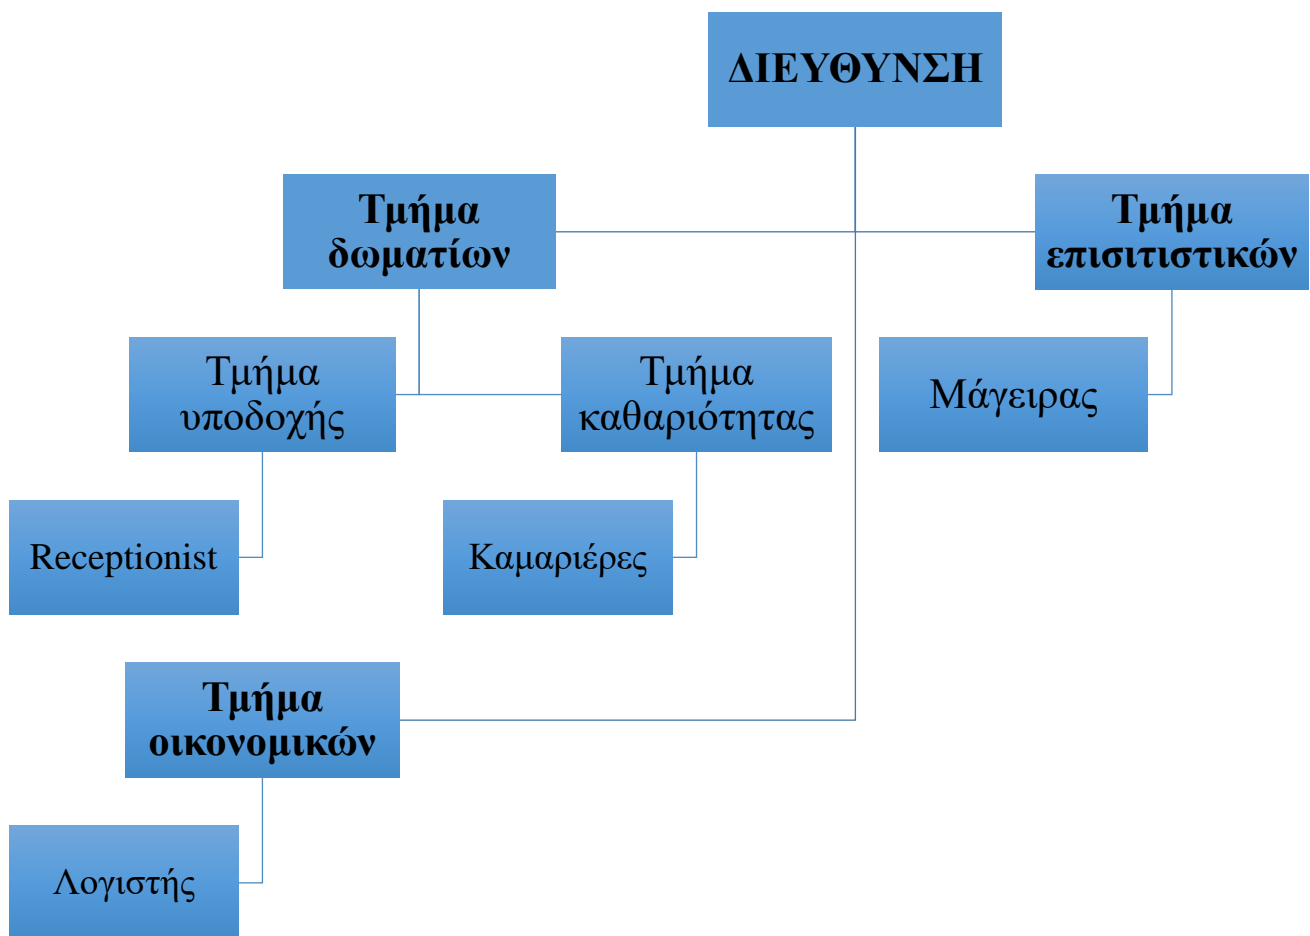 ΔΙΕΥΘΥΝΣΗ
Τμήμα
δωματίων
Τμήμα
επισιτιστικών
Τμήμα
υποδοχής
Τμήμα
καθαριότητας
Μάγειρας
Receptionist
Καμαριέρες
Τμήμα
οικονομικών
Λογιστής